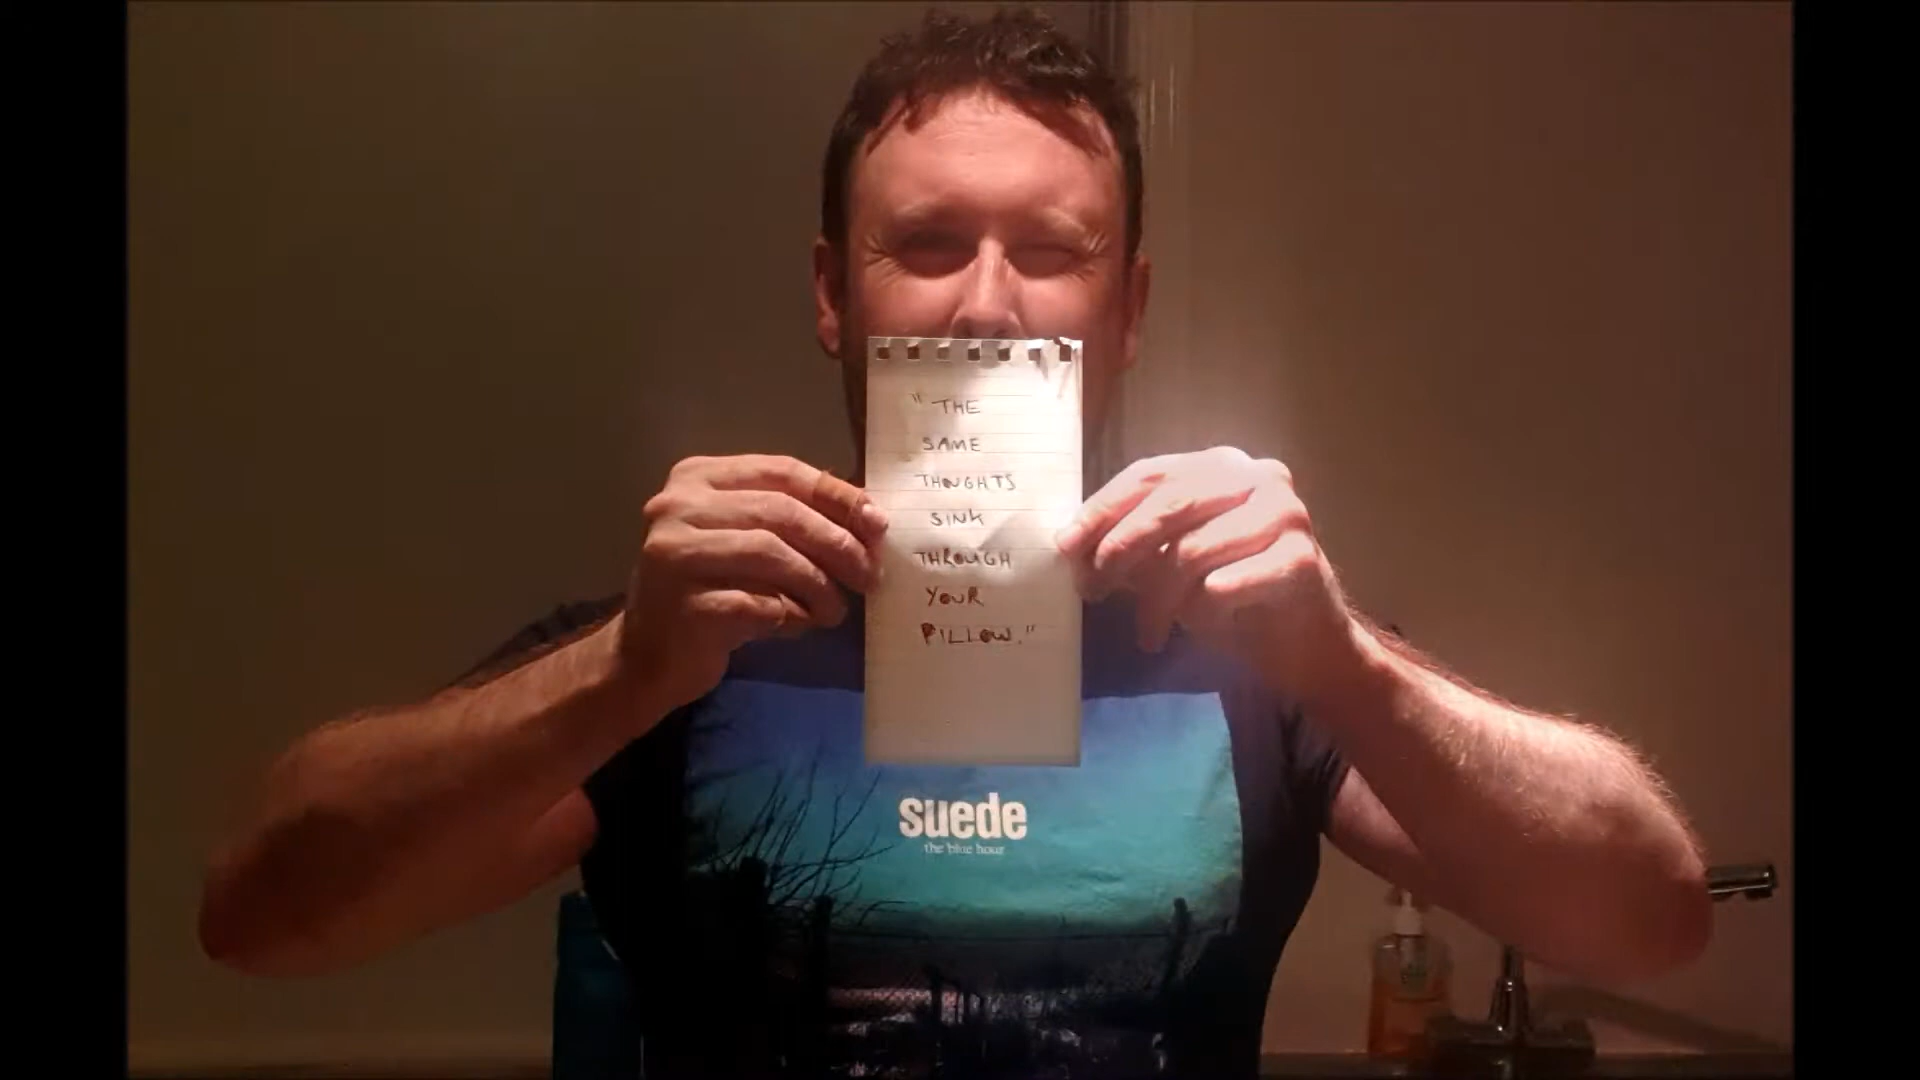 "THE
SAME
THOUGHTS
SINK
THROUGH
YOUR
PILLOW."
suede
the blue hour